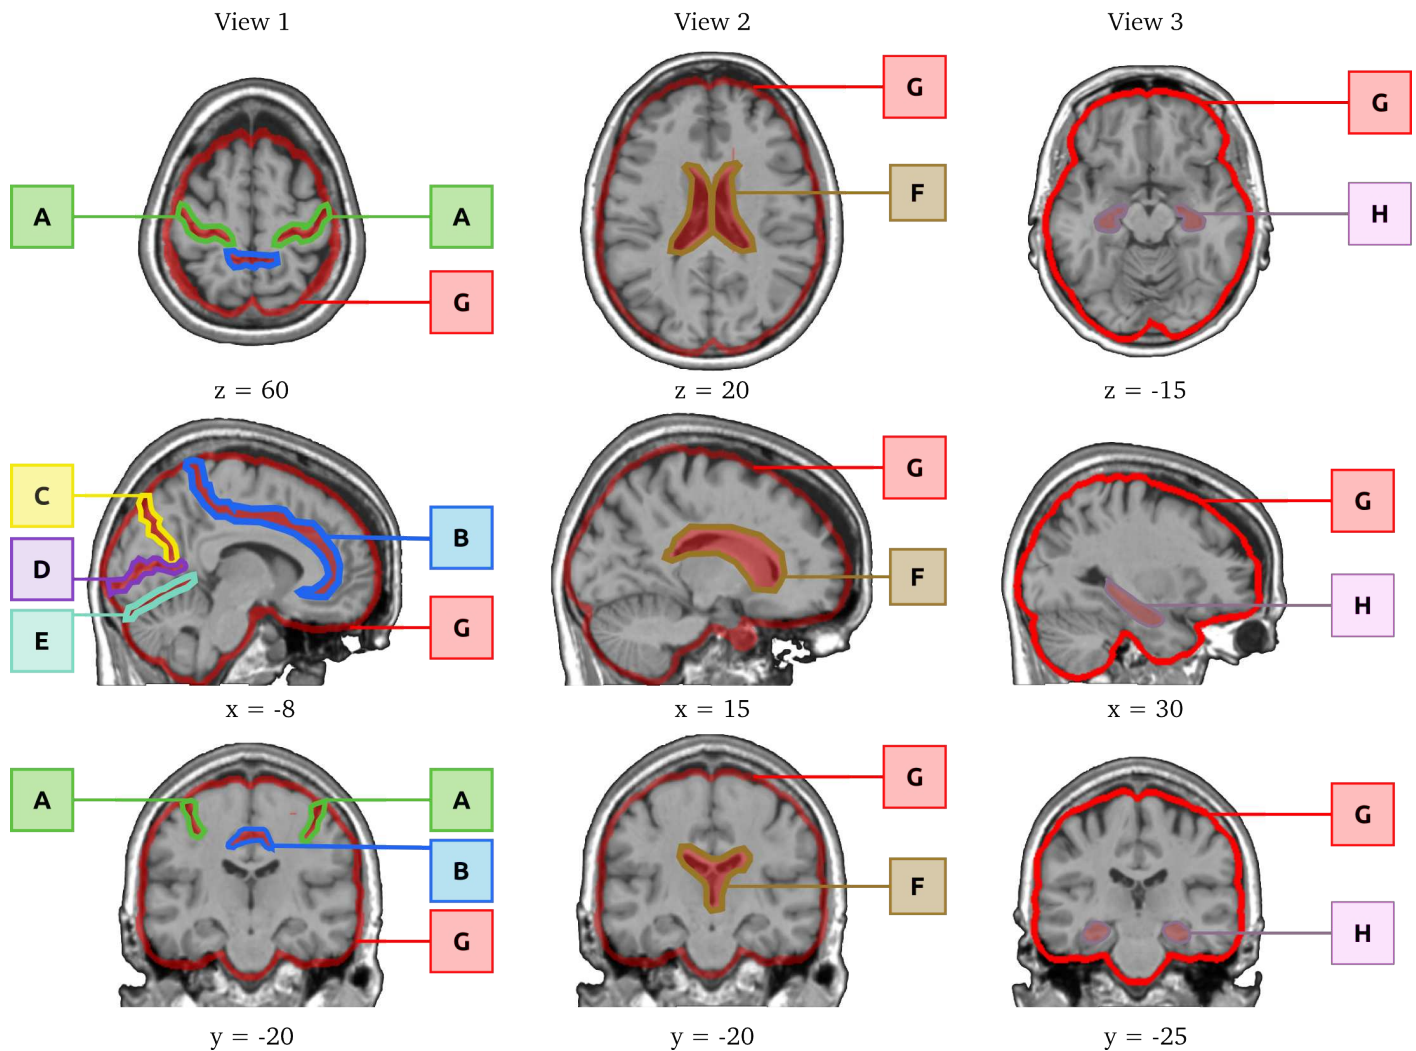 View 1
View 2
View 3
G
G
F
A
A
H
G
z = 60
z = 20
z = -15
G
C
G
B
D
F
H
G
E
x = -8
x = 15
x = 30
G
A
A
G
B
F
H
G
y = -20
y = -20
y = -25